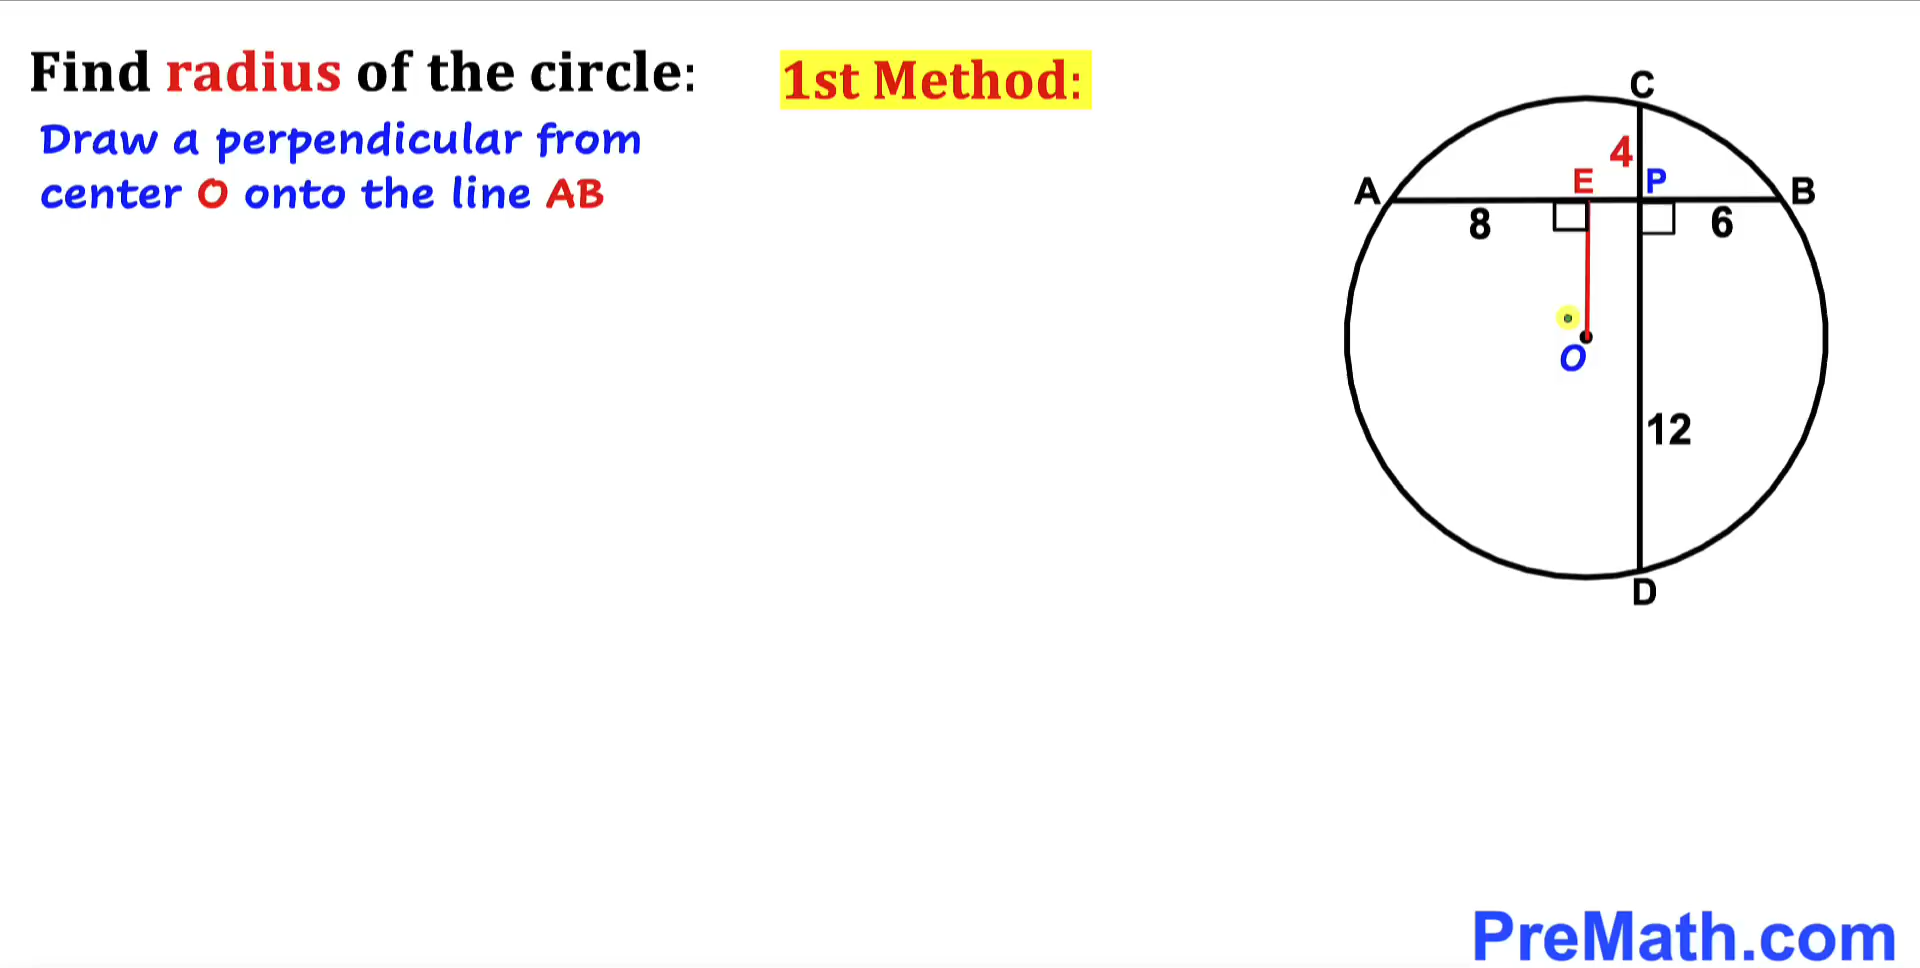 Find radius of the circle:
1st Method:
Draw a perpendicular from
center O onto the line AB
C
4
A
E
P
B
8
6
O
12
D
PreMath.com